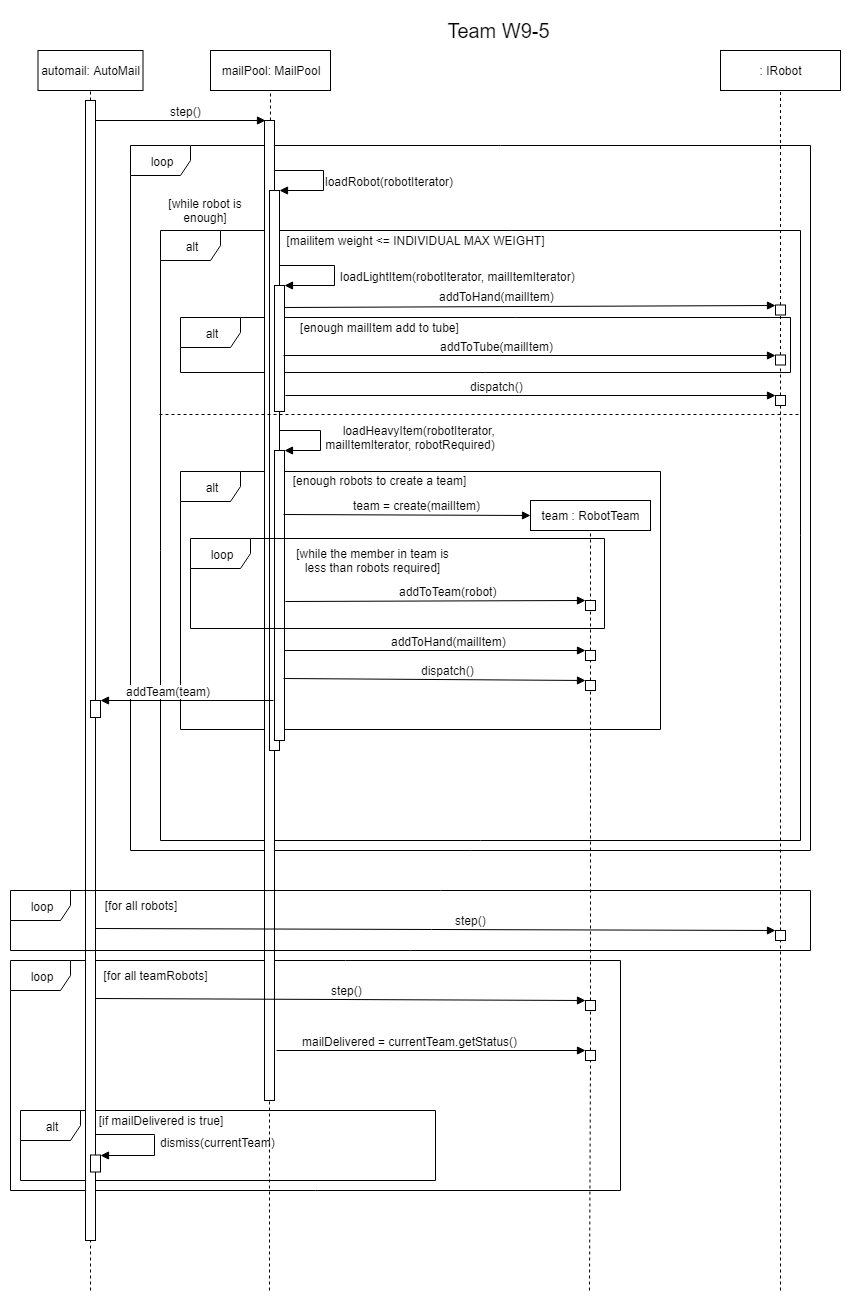 Team W9-5
automail: AutoMail
mailPool: MailPool
: IRobot
step()
loop
loadRobot(robotIterator)
[while robot is
enough]
alt
[mailitem weight <= INDIVIDUAL MAX WEIGHT]
loadLightItem(robotIterator, mailItemIterator)
addToHand(mailItem)
alt
[enough mailItem add to tube]
addToTube(mailItem)
dispatch()
loadHeavyItem(robotIterator,
mailItemIterator, robotRequired)
alt
[enough robots to create a team]
team = create(mailItem)
team : RobotTeam
loop
[while the member in team is
less than robots required]
addToTeam(robot)
addToHand(mailItem)
dispatch()
addTeam(team)
loop
[for all robots]
step()
loop
[for all teamRobots]
step()
mailDelivered = currentTeam.getStatus()
alt
[if mailDelivered is true]
dismiss(currentTeam)